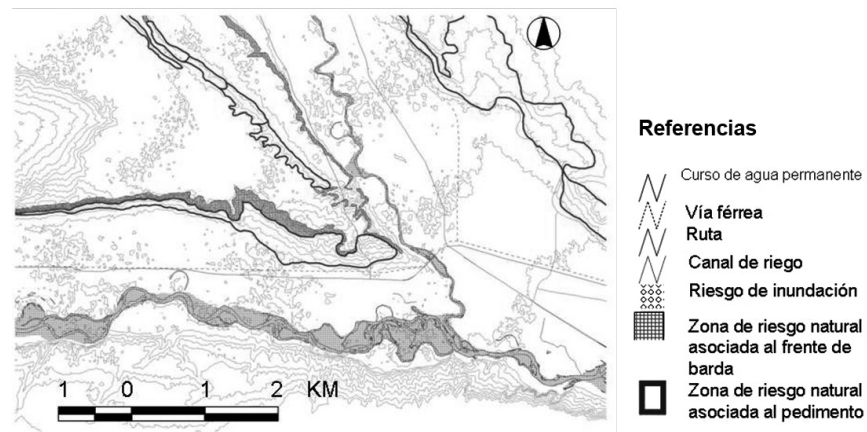 1 0 1 2 KM
Referencias
Curso de agua permanente
Vía férrea
Ruta
Canal de riego
Riesgo de inundación
Zona de riesgo natural
asociada al frente de
barda
Zona de riesgo natural
asociada al pedimento